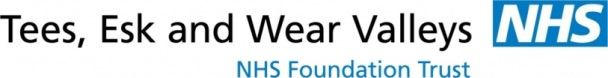 Tees, Esk and Wear Valleys NHS
NHS Foundation Trust